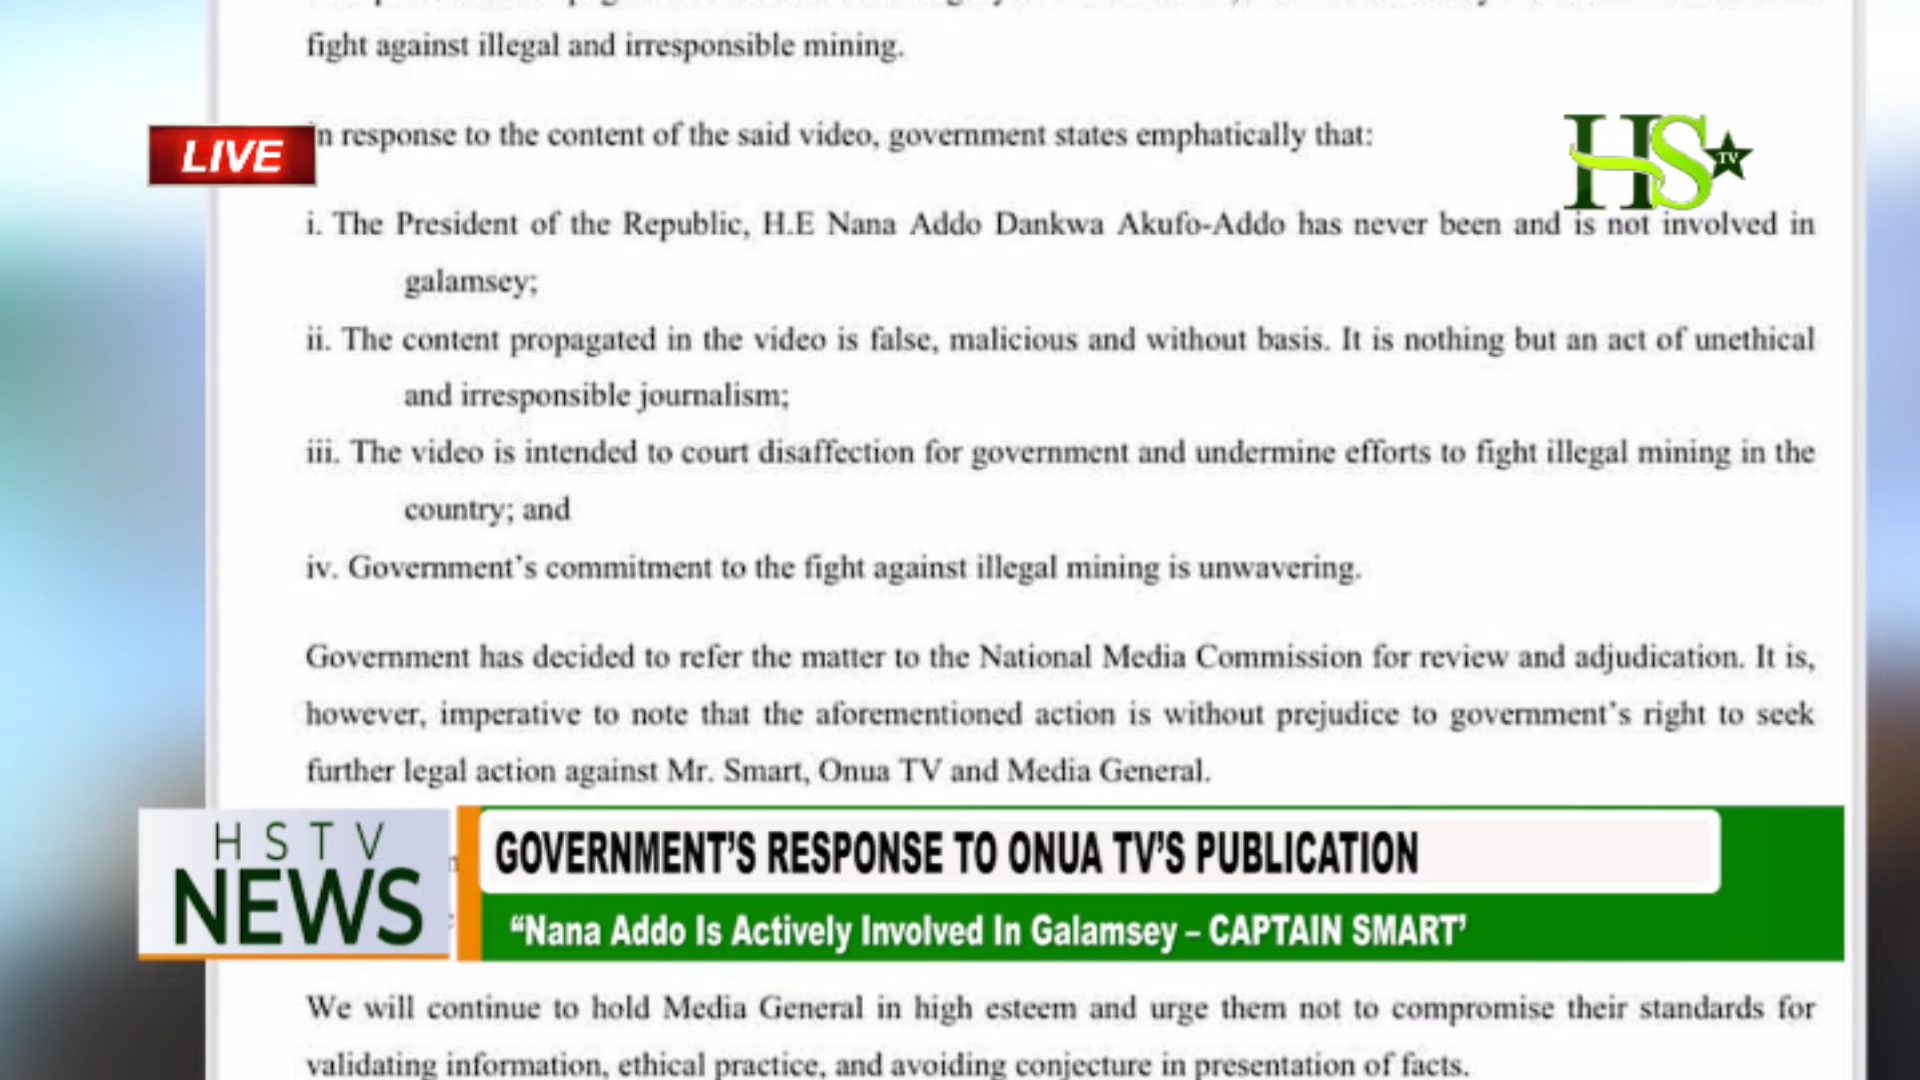 fight against illegal and irresponsible mining.
n response to the content of the said video, government states emphatically that:
LIVE
HS TV
i. The President of the Republic, H.E Nana Addo Dankwa Akufo-Addo has never been and is not involved in
galamsey;
ii. The content propagated in the video is false, malicious and without basis. It is nothing but an act of unethical
and irresponsible journalism;
iii. The video is intended to court disaffection for government and undermine efforts to fight illegal mining in the
country; and
iv. Government's commitment to the fight against illegal mining is unwavering.
Government has decided to refer the matter to the National Media Commission for review and adjudication. It is,
however, imperative to note that the aforementioned action is without prejudice to government's right to seek
further legal action against Mr. Smart, Onua TV and Media General.
HSTV
NEWS
GOVERNMENT'S RESPONSE TO ONUA TV'S PUBLICATION
“Nana Addo Is Actively Involved In Galamsey – CAPTAIN SMART’
We will continue to hold Media General in high esteem and urge them not to compromise their standards for
validating information, ethical practice, and avoiding conjecture in presentation of facts.